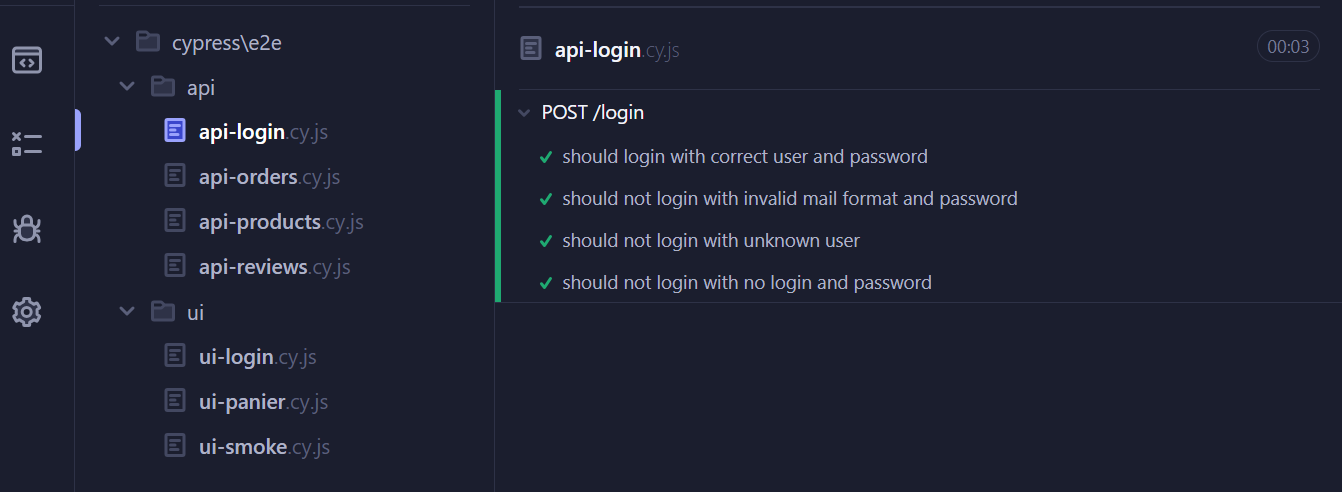 cypress\e2e
api
api-login.cy.js
api-orders.cy.js
api-products.cy.js
api-reviews.cy.js
ui
ui-login.cy.js
ui-panier.cy.js
ui-smoke.cy.js
api-login.cy.js
00:03
POST /login
should login with correct user and password
should not login with invalid mail format and password
should not login with unknown user
should not login with no login and password